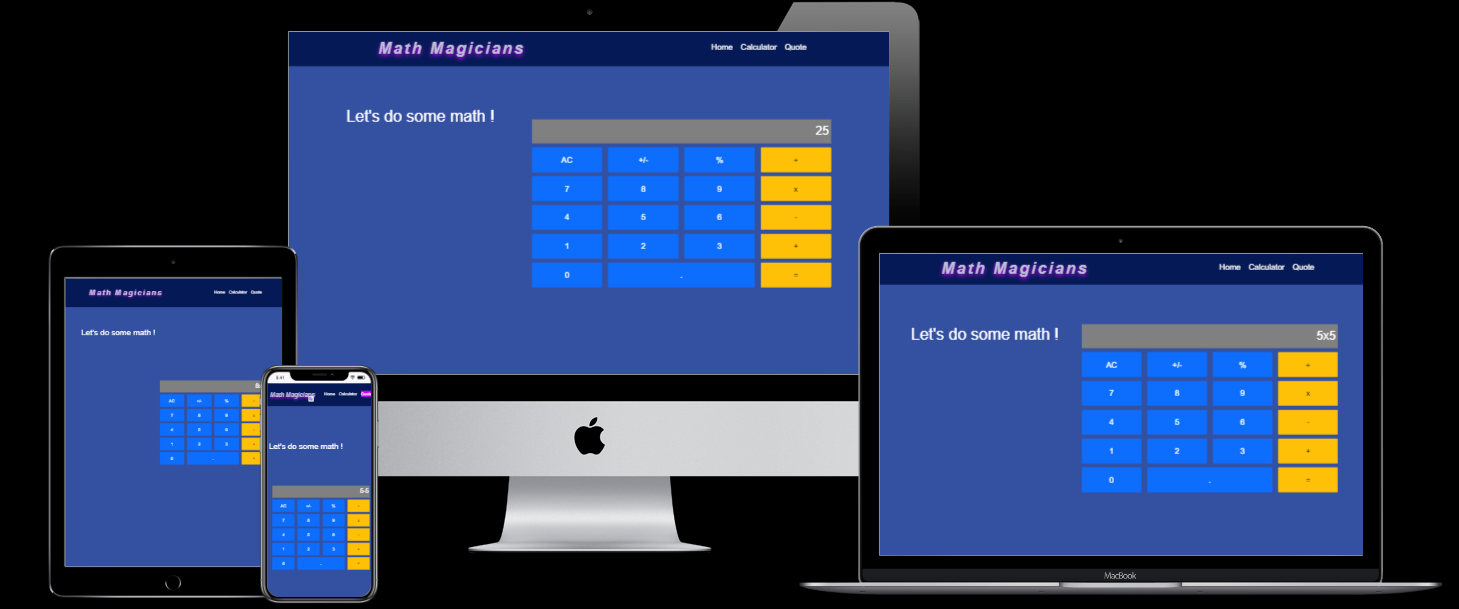 Math Magicians Home Calculator Quote
Let's do some math !
25
AC +/- % ÷
7 8 9 x
4 5 6 -
1 2 3 +
0 . =
Math Magicians Home Calculator Quote
Let's do some math !
AC +/- %
7 8 9
4 5 6
1 2 3
0 .
9:41
Math Magicians Home Calculator Quote
Let's do some math !
5-5
AC +/- %
7 8 9
4 5 6
1 2 3
0 .
Math Magicians Home Calculator Quote
Let's do some math !
5x5
AC +/- % ÷
7 8 9 x
4 5 6 -
1 2 3 +
0 . =
MacBook